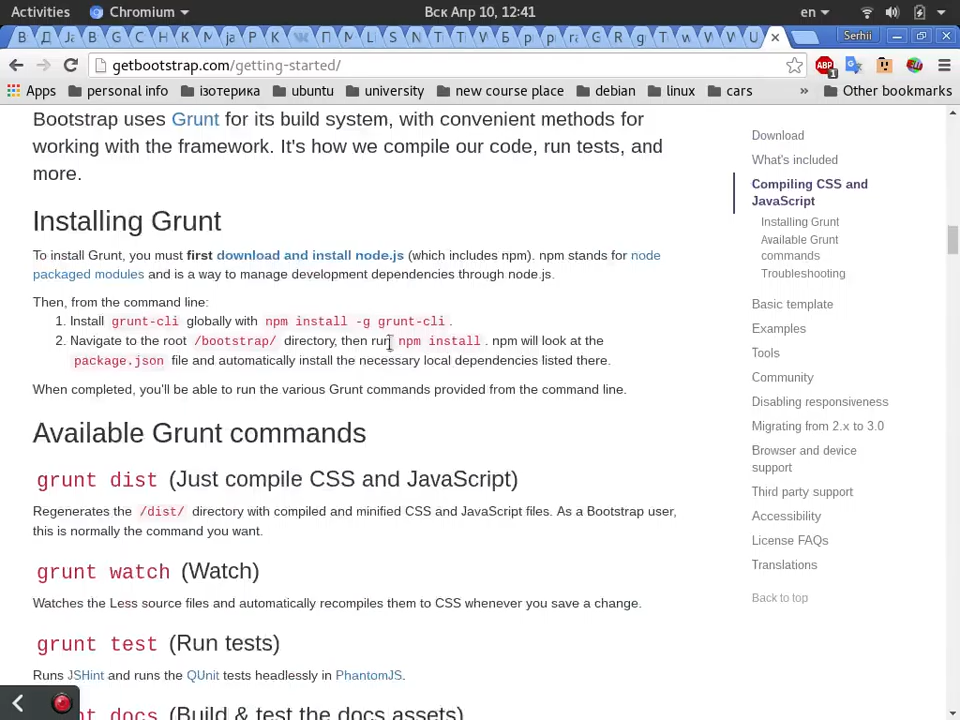 Activities Chromium Вск Апр 10, 12:41 en
Serhii
getbootstrap.com/getting-started/ ABP 1
Apps personal info ізотерика ubuntu university new course place debian linux cars » Other bookmarks
Bootstrap uses Grunt for its build system, with convenient methods for
working with the framework. It's how we compile our code, run tests, and
more.
Installing Grunt
To install Grunt, you must first download and install node.js (which includes npm). npm stands for node
packaged modules and is a way to manage development dependencies through node.js.
Then, from the command line:
1. Install grunt-cli globally with npm install -g grunt-cli.
2. Navigate to the root /bootstrap/ directory, then run npm install. npm will look at the
package.json file and automatically install the necessary local dependencies listed there.
When completed, you'll be able to run the various Grunt commands provided from the command line.
Available Grunt commands
grunt dist (Just compile CSS and JavaScript)
Regenerates the /dist/ directory with compiled and minified CSS and JavaScript files. As a Bootstrap user,
this is normally the command you want.
grunt watch (Watch)
Watches the Less source files and automatically recompiles them to CSS whenever you save a change.
grunt test (Run tests)
Runs JSHint and runs the QUnit tests headlessly in PhantomJS.
docs (Build & test the docs assets)
Download
What's included
Compiling CSS and
JavaScript
Installing Grunt
Available Grunt
commands
Troubleshooting
Basic template
Examples
Tools
Community
Disabling responsiveness
Migrating from 2.x to 3.0
Browser and device
support
Third party support
Accessibility
License FAQs
Translations
Back to top